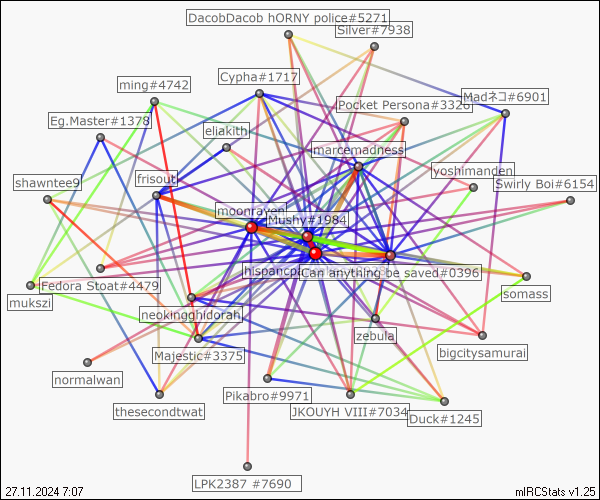 DacobDacob hORNY police#5271
Silver#7938
Cypha#1717
ming#4742
Madネコ#6901
Pocket Persona#3326
Eg.Master#1378
eliakith
marcemadness
yoshimanden
frisout
shawntee9
Swirly Boi#6154
moonraven
Mushy#1984
Can anything be saved#0396
Fedora Stoat#4479
somass
mukszi
neokingghidorah
zebula
Majestic#3375
bigcitysamurai
normalwan
Pikabro#9971
thesecondtwat
JKOUYH VIII#7034
Duck#1245
LPK2387 #7690
27.11.2024 7:07
mIRCStats v1.25